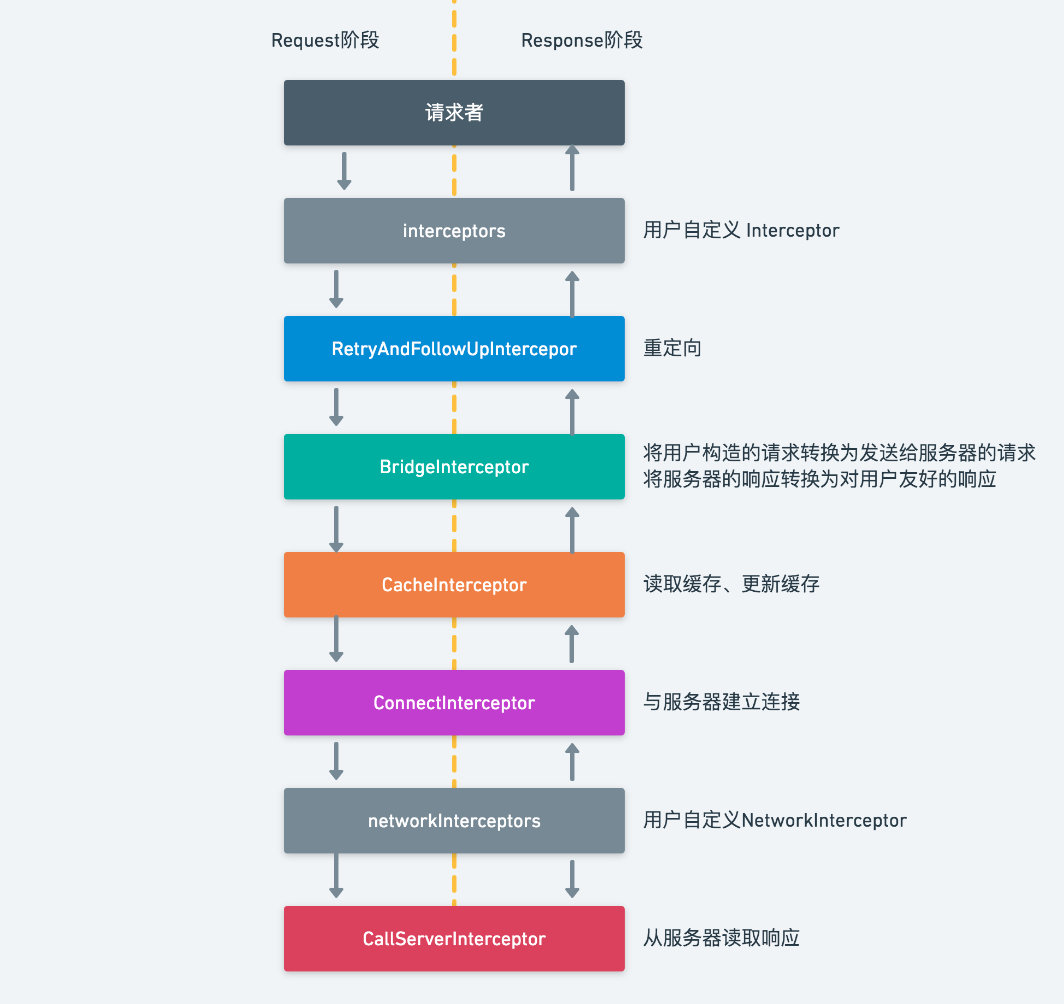 Request阶段
Response阶段
请求者
interceptors
用户自定义 Interceptor
RetryAndFollowUpIntercepor
重定向
BridgeInterceptor
将用户构造的请求转换为发送给服务器的请求
将服务器的响应转换为对用户友好的响应
CacheInterceptor
读取缓存、更新缓存
ConnectInterceptor
与服务器建立连接
networkInterceptors
用户自定义NetworkInterceptor
CallServerInterceptor
从服务器读取响应